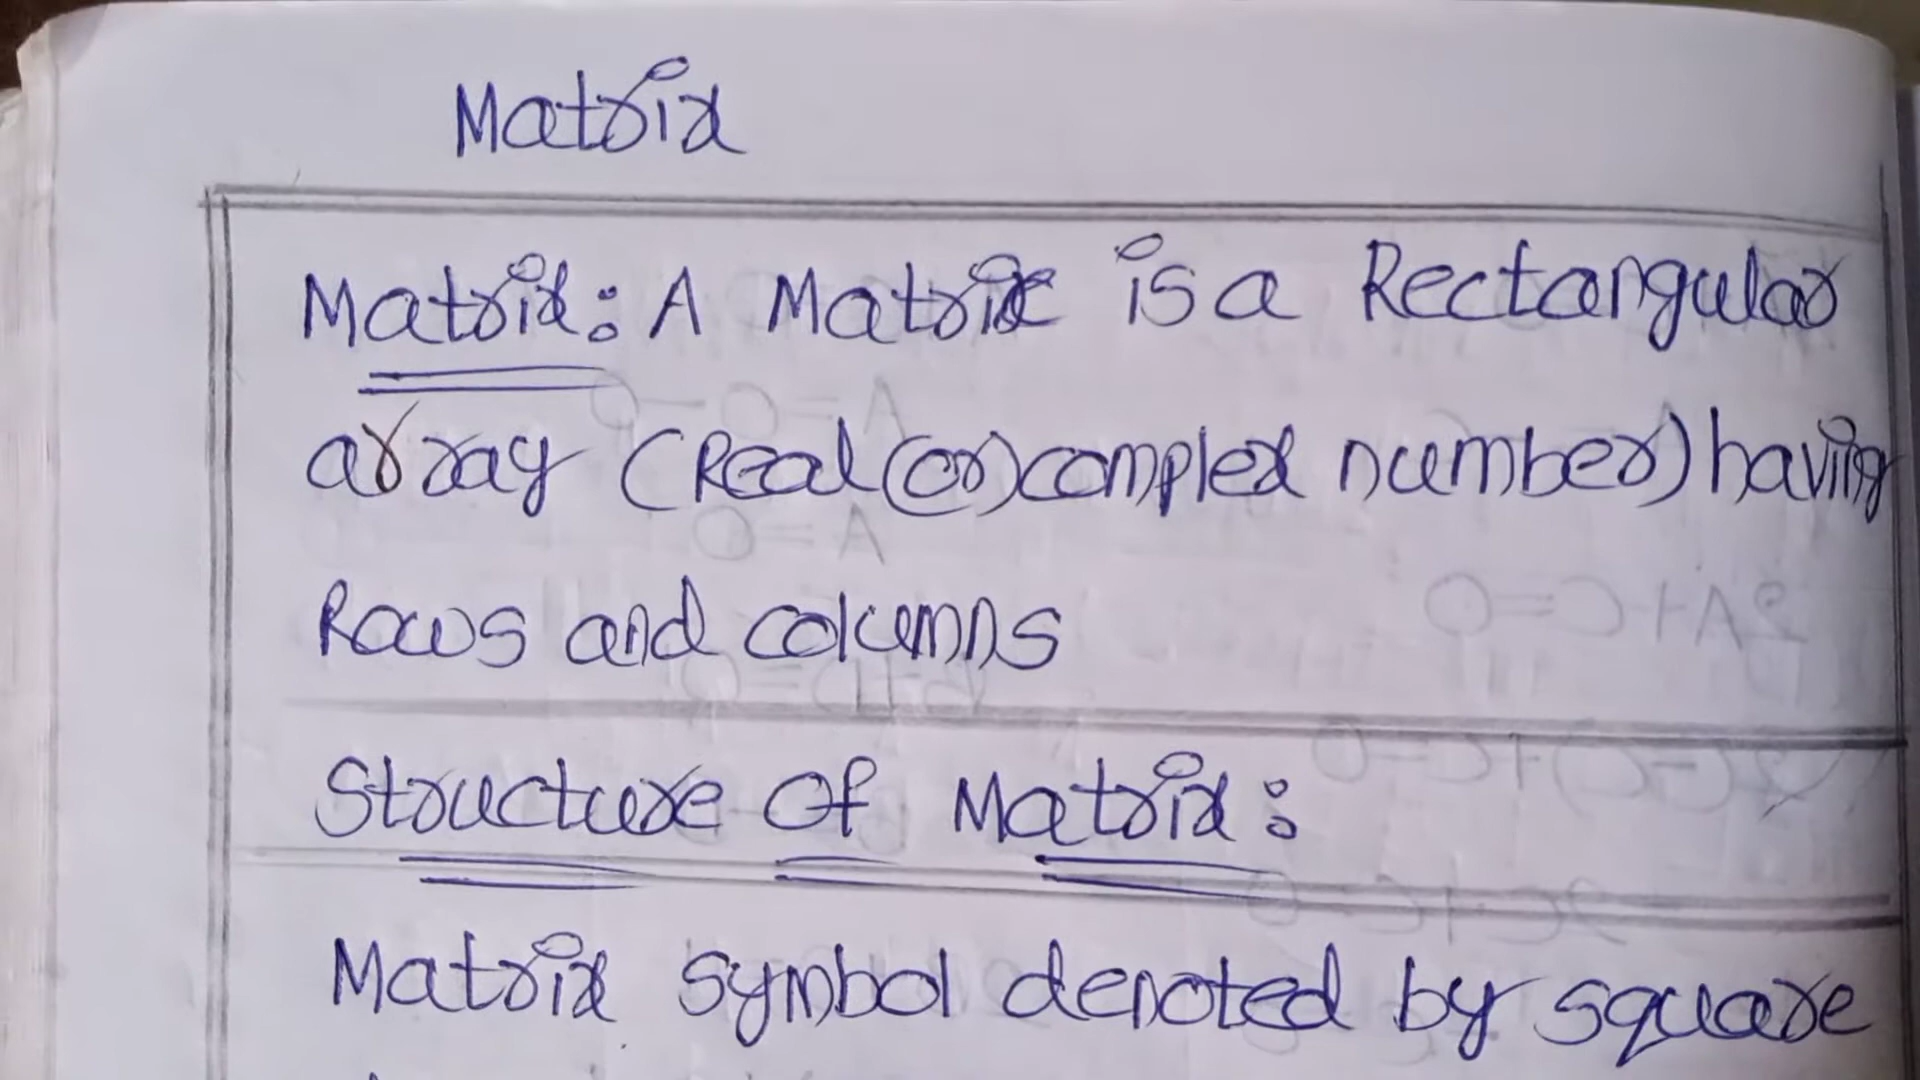 Matrix
Matrix: A Matrix is a Rectangular
array (Real (or) complex number) having
Rows and columns
Structure Of Matrix:
Matrix symbol denoted by square